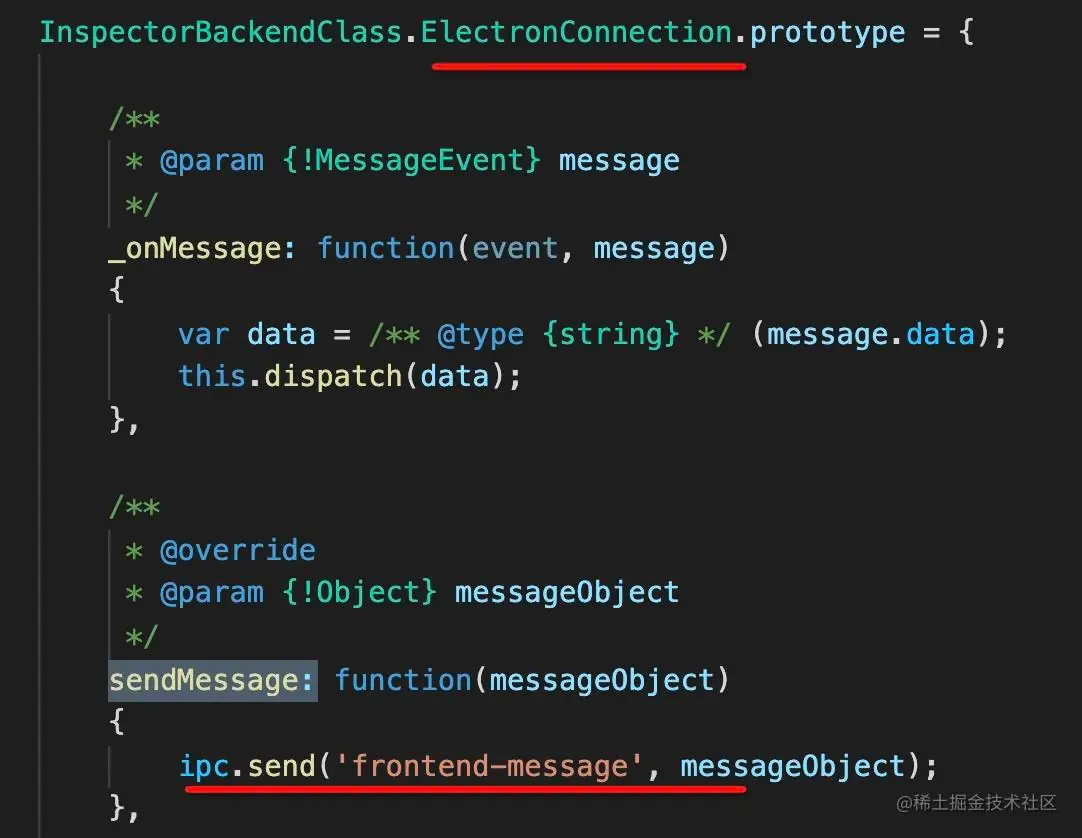 InspectorBackendClass.ElectronConnection.prototype = {
/**
* @param {!MessageEvent} message
*/
_onMessage: function(event, message)
{
var data = /** @type {string} */ (message.data);
this.dispatch(data);
},
/**
* @override
* @param {!Object} messageObject
*/
sendMessage: function(messageObject)
{
ipc.send('frontend-message', messageObject);
},
@稀土掘金技术社区